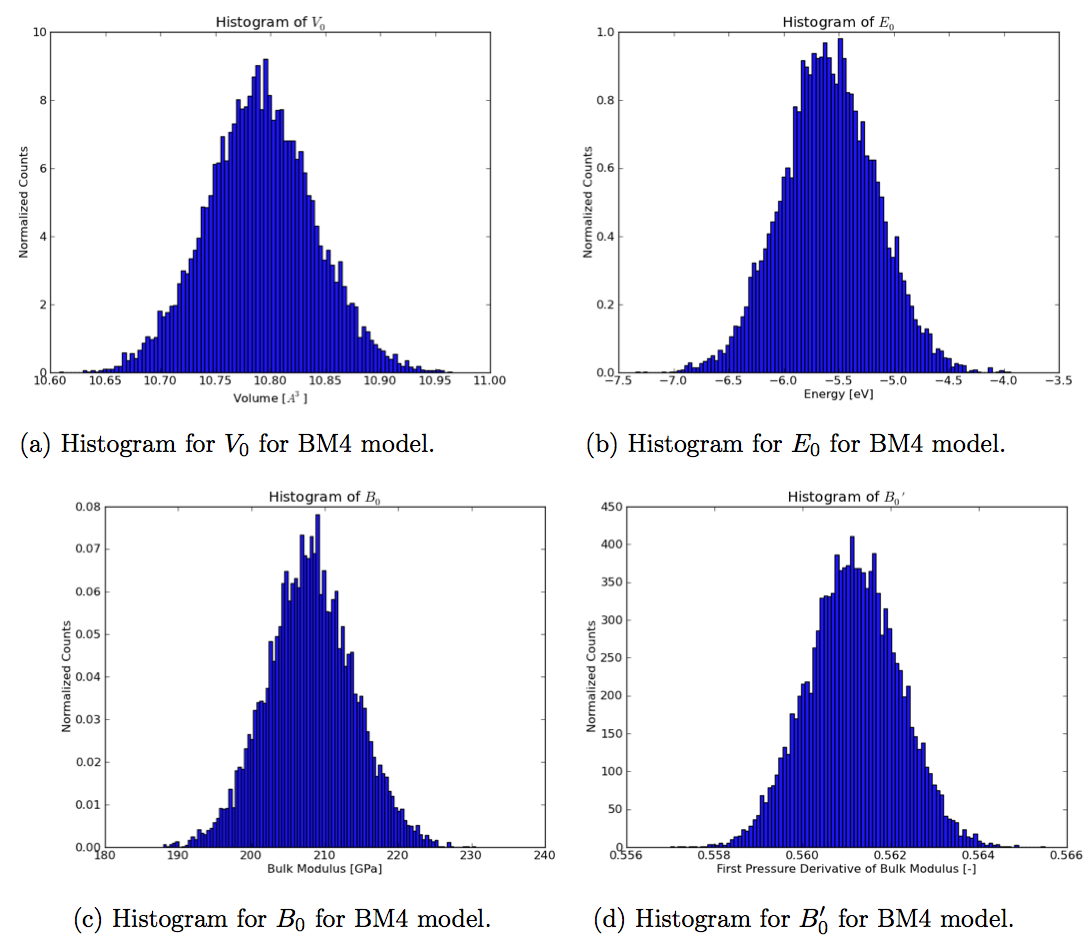 Histogram of V₀
10
8
6
4
2
0
Normalized Counts
10.60 10.65 10.70 10.75 10.80 10.85 10.90 10.95 11.00
Volume [A³]
(a) Histogram for V₀ for BM4 model.
Histogram of E₀
1.0
0.8
0.6
0.4
0.2
0.0
Normalized Counts
−7.5 −7.0 −6.5 −6.0 −5.5 −5.0 −4.5 −4.0 −3.5
Energy [eV]
(b) Histogram for E₀ for BM4 model.
Histogram of B₀
0.08
0.07
0.06
0.05
0.04
0.03
0.02
0.01
0.00
Normalized Counts
180 190 200 210 220 230 240
Bulk Modulus [GPa]
(c) Histogram for B₀ for BM4 model.
Histogram of B₀'
450
400
350
300
250
200
150
100
50
0
Normalized Counts
0.556 0.558 0.560 0.562 0.564 0.566
First Pressure Derivative of Bulk Modulus [-]
(d) Histogram for B₀′ for BM4 model.